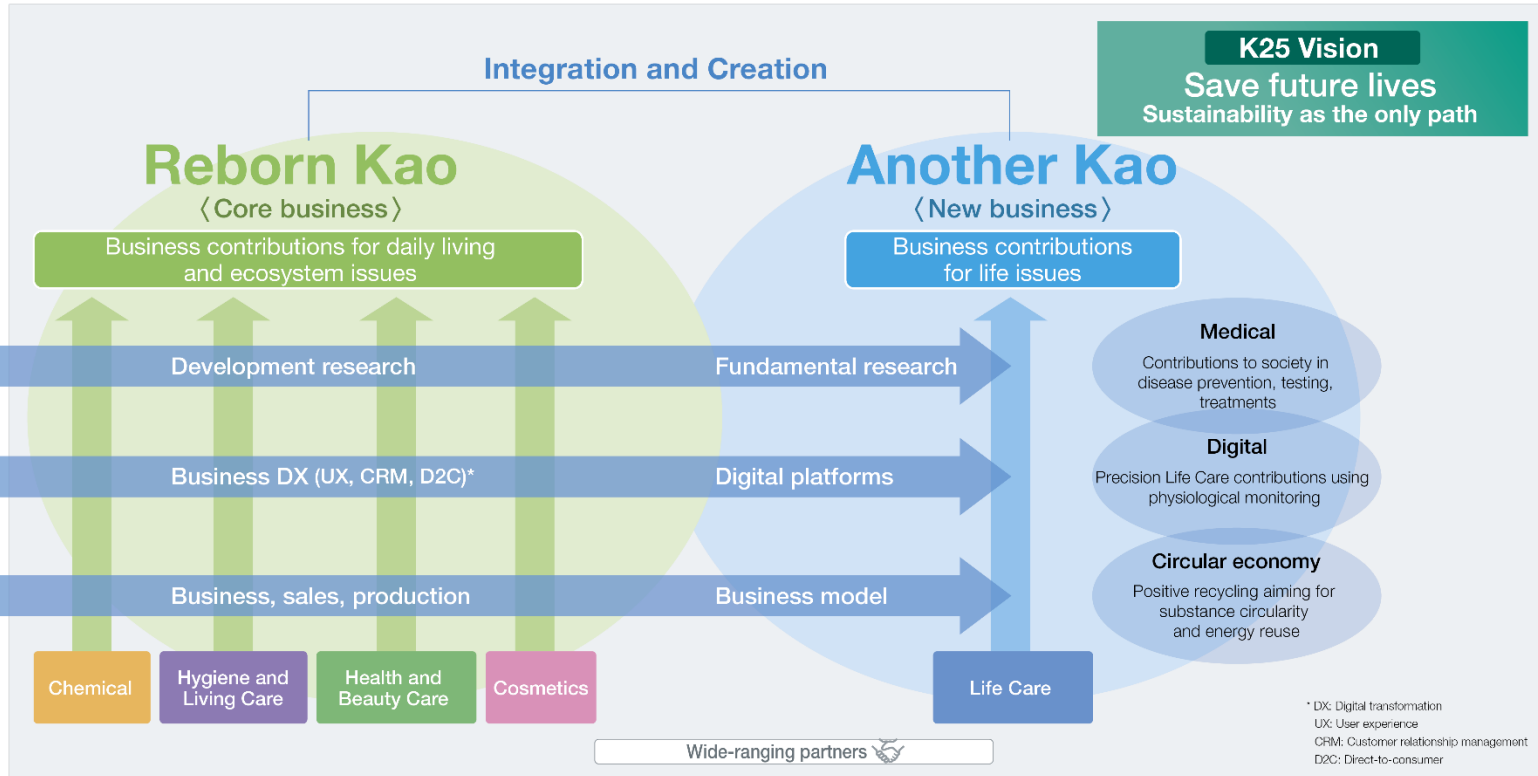 K25 Vision
Save future lives
Sustainability as the only path
Integration and Creation
Reborn Kao
〈Core business〉
Business contributions for daily living
and ecosystem issues
Another Kao
〈New business〉
Business contributions
for life issues
Development research
Fundamental research
Business DX (UX, CRM, D2C)*
Digital platforms
Business, sales, production
Business model
Medical
Contributions to society in
disease prevention, testing,
treatments
Digital
Precision Life Care contributions using
physiological monitoring
Circular economy
Positive recycling aiming for
substance circularity
and energy reuse
Chemical
Hygiene and
Living Care
Health and
Beauty Care
Cosmetics
Life Care
Wide-ranging partners
* DX: Digital transformation
UX: User experience
CRM: Customer relationship management
D2C: Direct-to-consumer